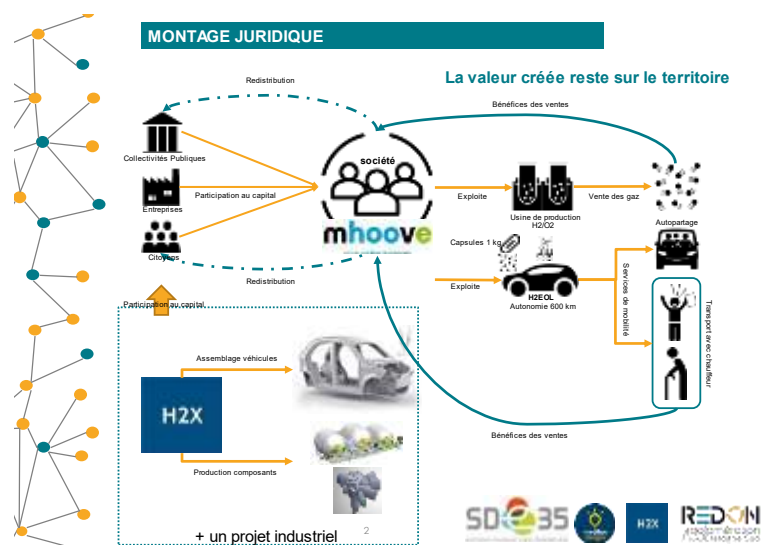 MONTAGE JURIDIQUE
La valeur créée reste sur le territoire
Redistribution
Bénéfices des ventes
Collectivités Publiques
société
Entreprises
Participation au capital
mhoove
Exploite
Usine de production
H2/O2
Vente des gaz
Autopartage
Citoyens
Capsules 1 kg
Redistribution
Exploite
H2EOL
Autonomie 600 km
Services de mobilité
Transport avec chauffeur
Participation au capital
Assemblage véhicules
H2X
Production composants
Bénéfices des ventes
+ un projet industriel
2
SD 35
H2X
REDON